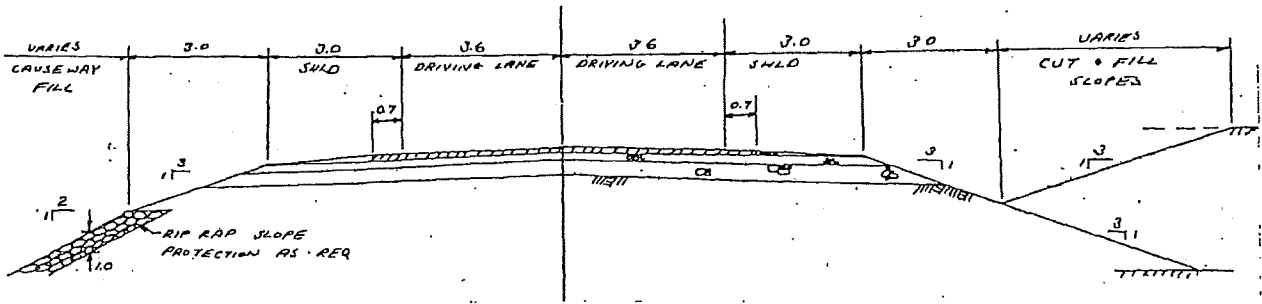 VARIES
3.0
3.0
3.6
3.6
3.0
3.0
VARIES
CAUSEWAY
FILL
SHLD
DRIVING LANE
DRIVING LANE
SHLD
CUT & FILL
SLOPES
0.7
0.7
3
1
3
1
3
1
2
1
3
1
RIP RAP SLOPE
PROTECTION AS REQ
1.0